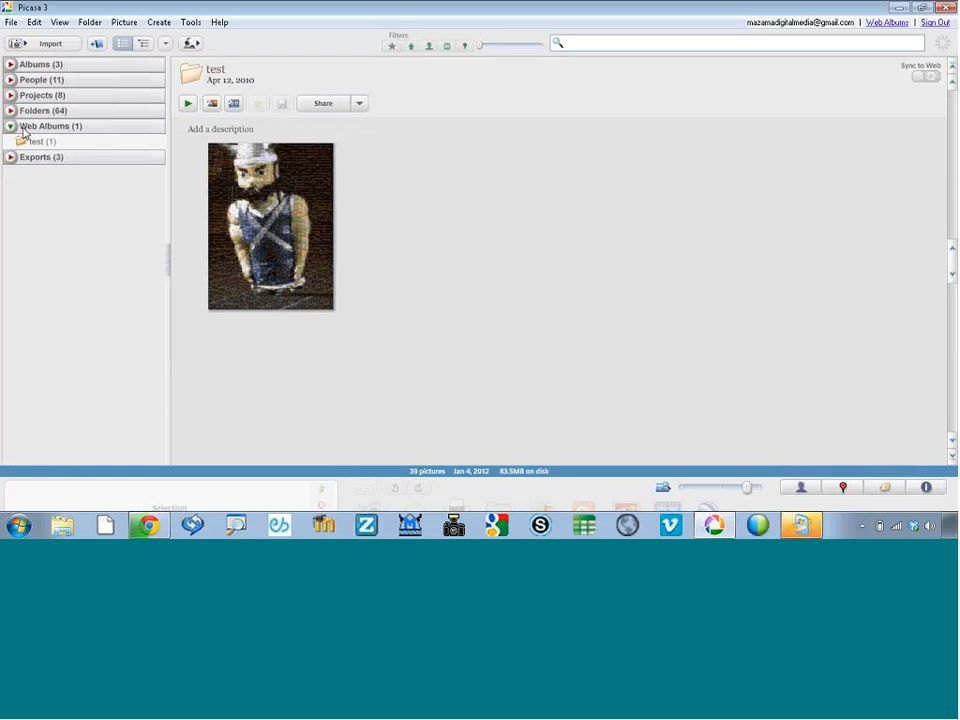 Picasa 3
File Edit View Folder Picture Create Tools Help
mazamadigitalmedia@gmail.com | Web Albums | Sign Out
Import
Filters
Albums (3)
People (11)
Projects (8)
Folders (64)
Web Albums (1)
test (1)
Exports (3)
test
Apr 12, 2010
Sync to Web
Share
Add a description
39 pictures Jan 4, 2012 83.5MB on disk
Selection